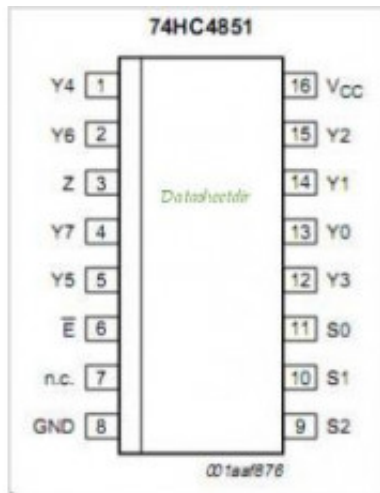 74HC4851
Y4 1 16 VCC
Y6 2 15 Y2
Z 3 14 Y1
Datasheetdir
Y7 4 13 Y0
Y5 5 12 Y3
E̅ 6 11 S0
n.c. 7 10 S1
GND 8 9 S2
001aaf876